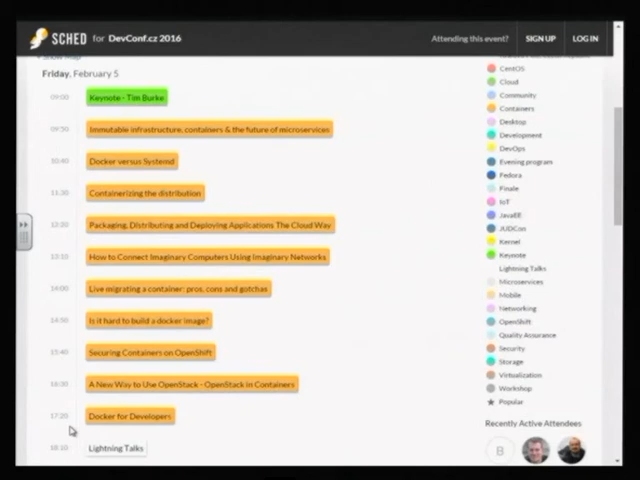 SCHED for DevConf.cz 2016
Attending this event? SIGN UP LOG IN
Friday, February 5
09:00 Keynote - Tim Burke
09:50 Immutable infrastructure, containers & the future of microservices
10:40 Docker versus Systemd
11:30 Containerizing the distribution
12:00 Packaging, Distributing and Deploying Applications The Cloud Way
13:10 How to Connect Imaginary Computers Using Imaginary Networks
14:00 Live migrating a container: pros, cons and gotchas
14:50 Is it hard to build a docker image?
15:40 Securing Containers on OpenShift
16:30 A New Way to Use OpenStack - OpenStack in Containers
17:20 Docker for Developers
18:10 Lightning Talks
CentOS
Cloud
Community
Containers
Desktop
Development
DevOps
Evening program
Fedora
Finale
IoT
JavaEE
JUDCon
Kernel
Keynote
Lightning Talks
Microservices
Mobile
Networking
OpenShift
Quality Assurance
Security
Storage
Virtualization
Workshop
Popular
Recently Active Attendees
B